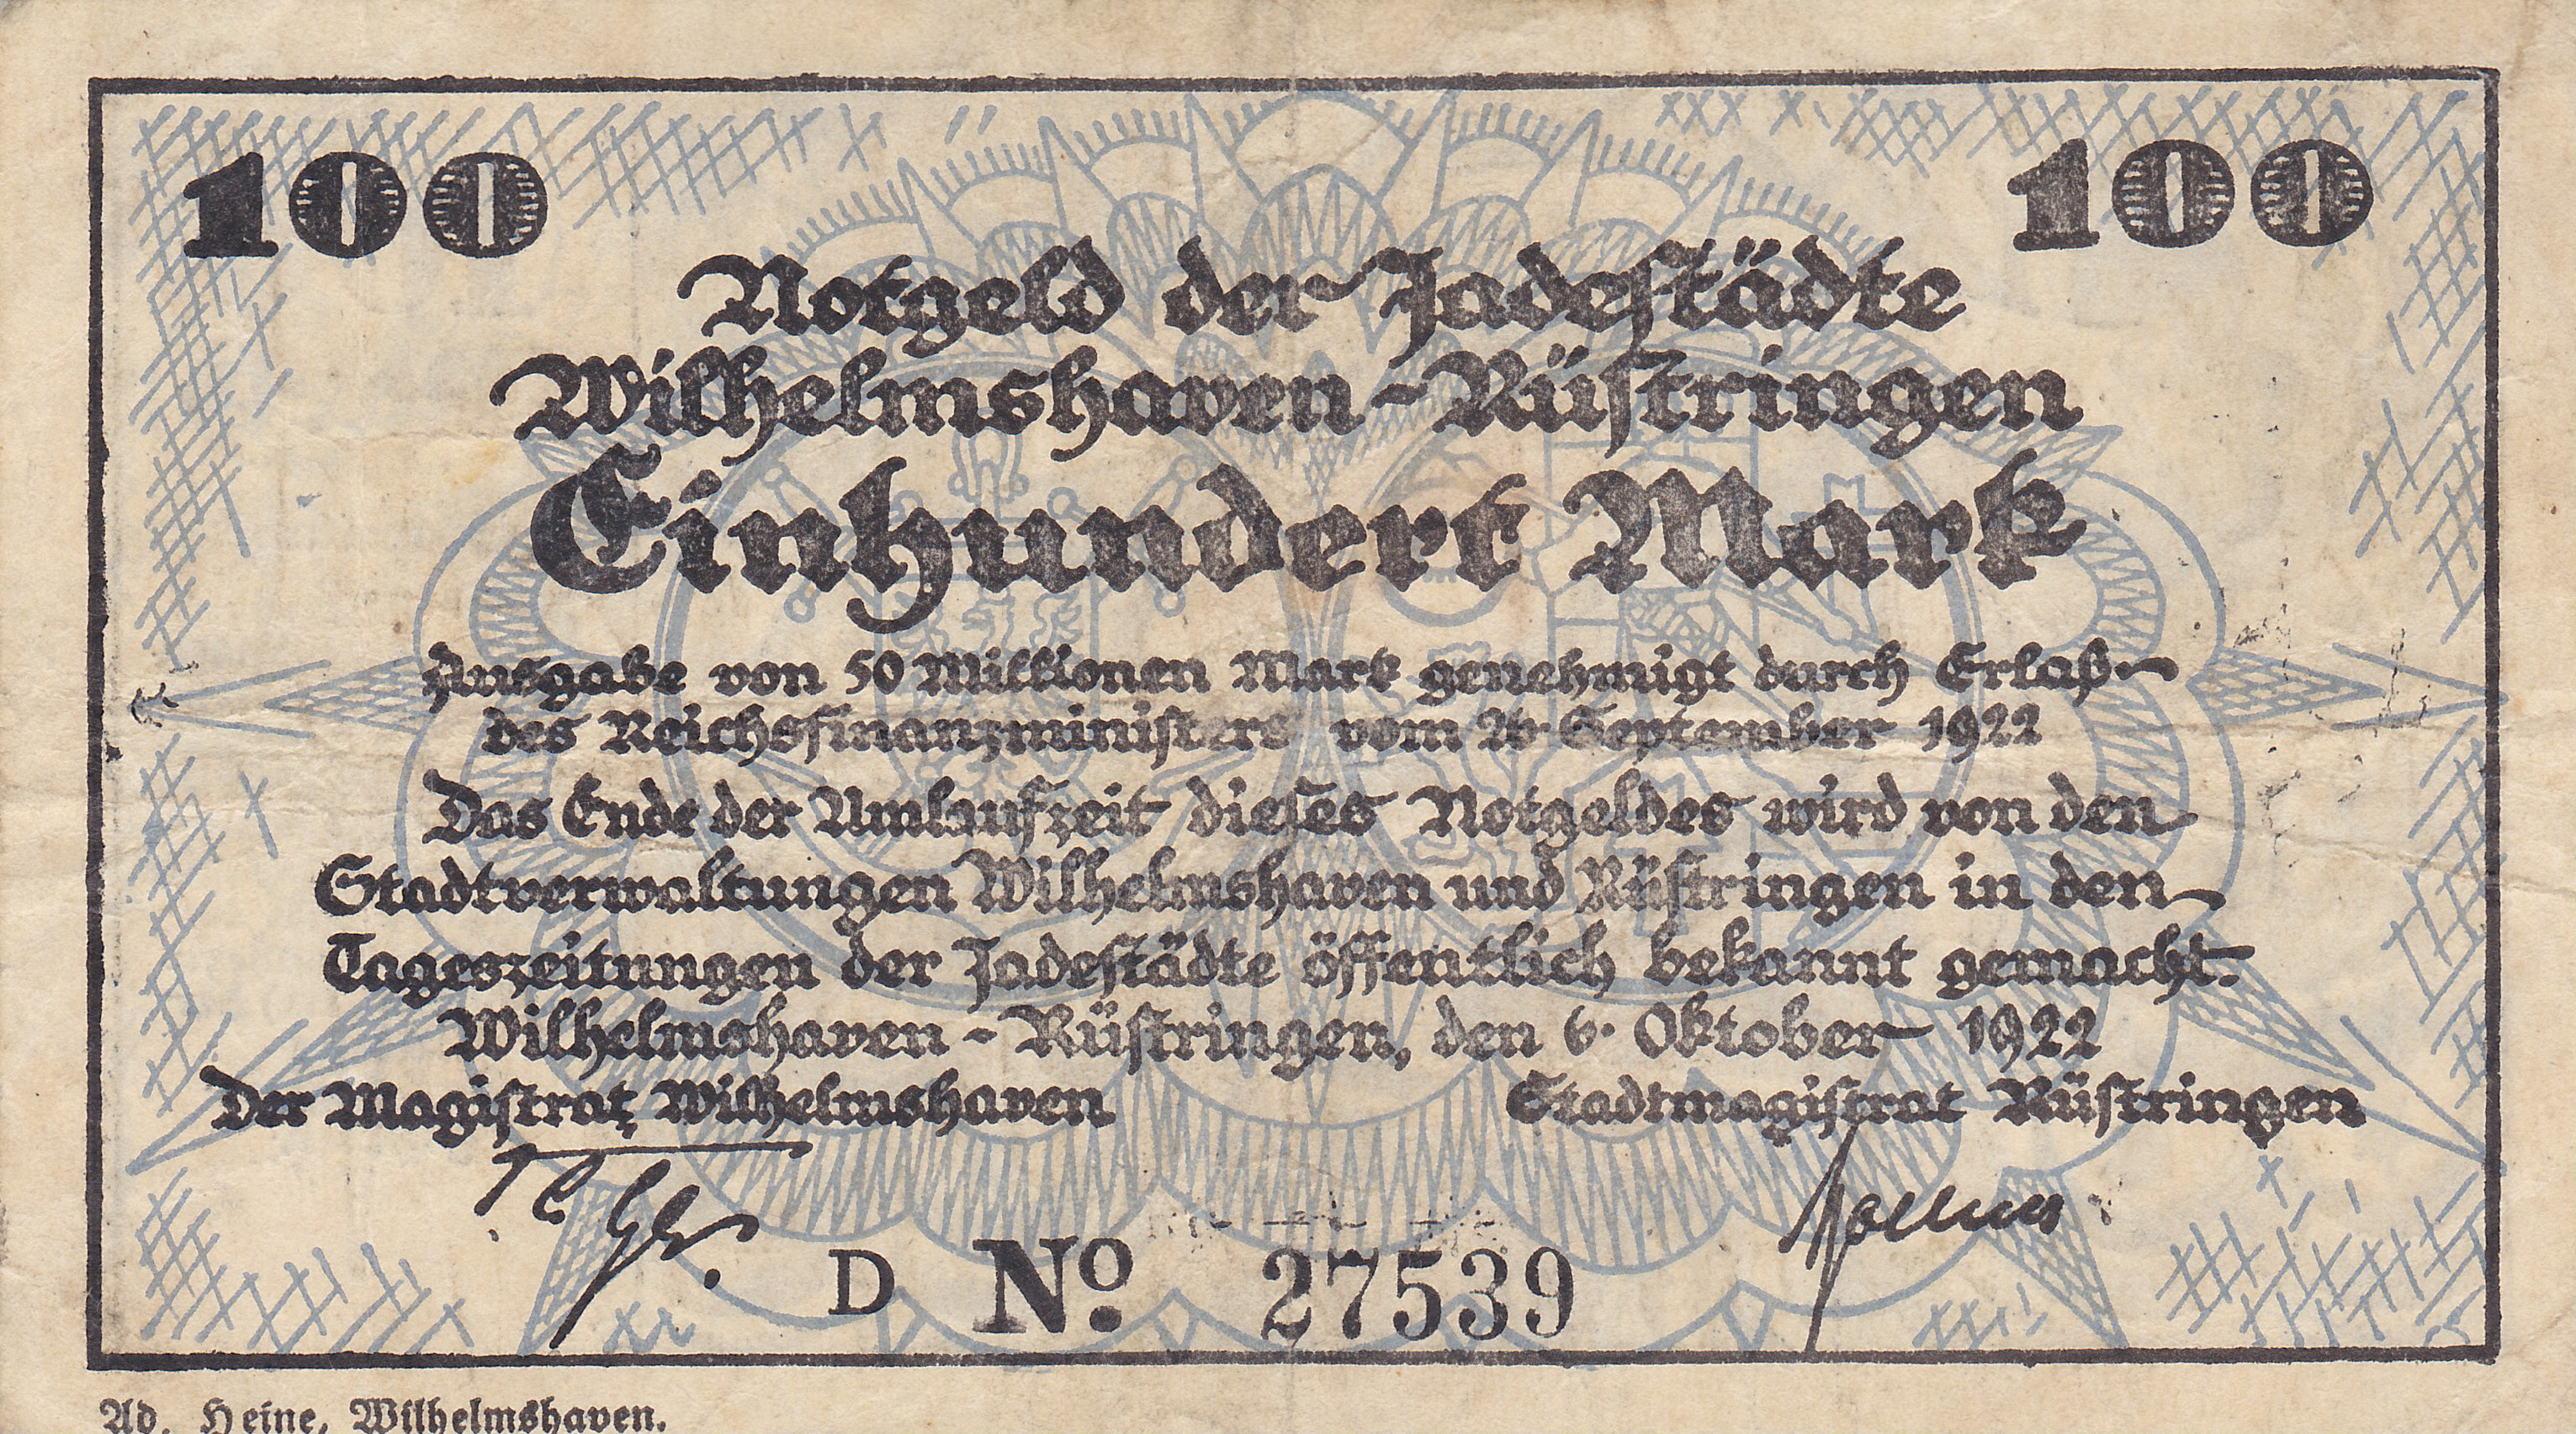 100 100
Notgeld der Jadestädte
Wilhelmshaven-Rüstringen
Einhundert Mark
Ausgabe von 50 Millionen Mark genehmigt durch Erlaß
des Reichsfinanzministers vom 26. September 1922
Das Ende der Umlaufzeit dieses Notgeldes wird von den
Stadtverwaltungen Wilhelmshaven und Rüstringen in den
Tageszeitungen der Jadestädte öffentlich bekannt gemacht.
Wilhelmshaven - Rüstringen, den 6. Oktober 1922
Der Magistrat, Wilhelmshaven Stadtmagistrat Rüstringen
D No. 27539
Ad. Heine, Wilhelmshaven.